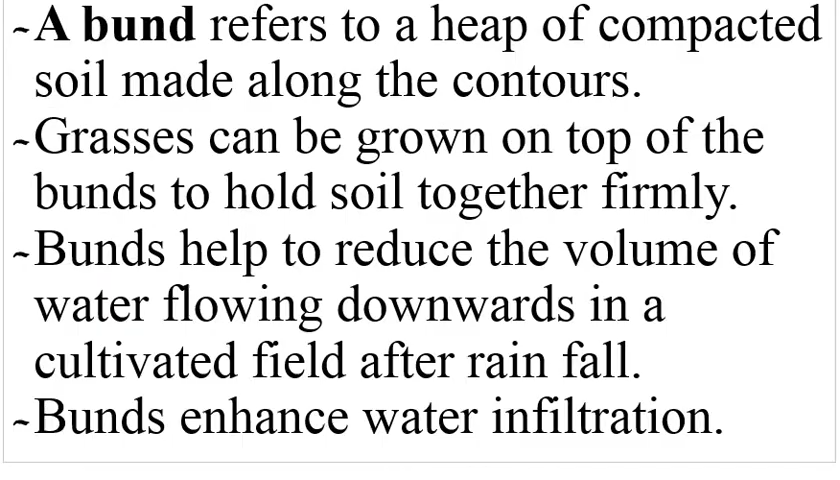 ~A bund refers to a heap of compacted
soil made along the contours.
~Grasses can be grown on top of the
bunds to hold soil together firmly.
~Bunds help to reduce the volume of
water flowing downwards in a
cultivated field after rain fall.
~Bunds enhance water infiltration.